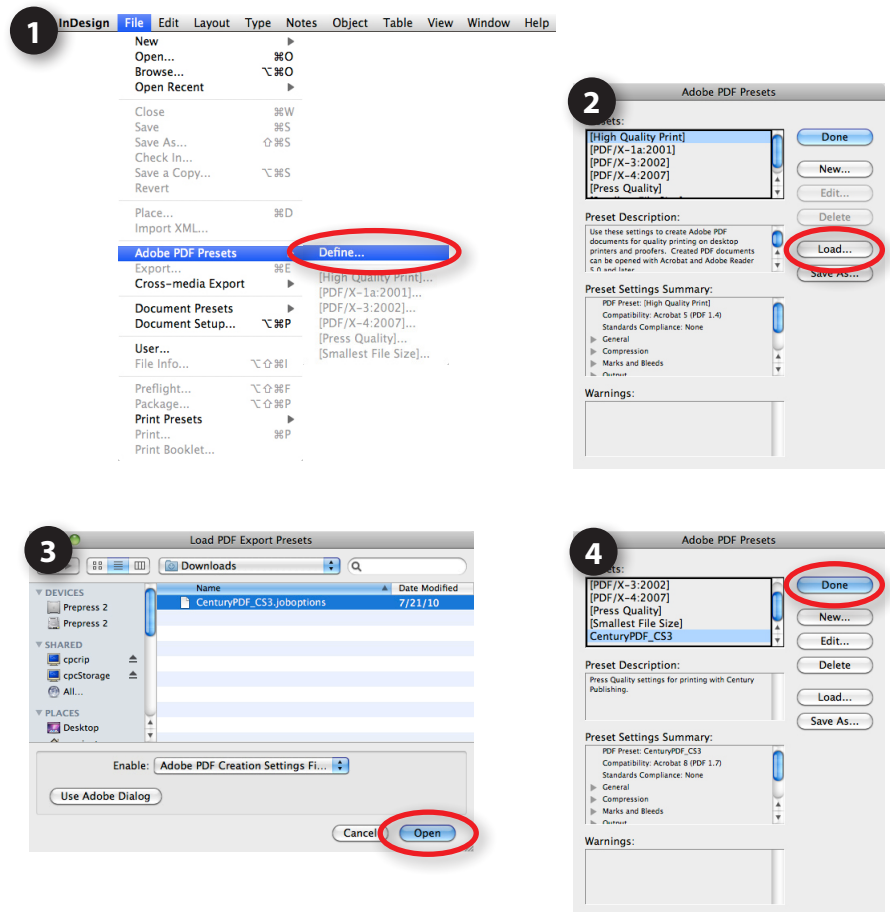 1
InDesign File Edit Layout Type Notes Object Table View Window Help
New
Open... ⌘O
Browse... ⌥⌘O
Open Recent
Close ⌘W
Save ⌘S
Save As... ⇧⌘S
Check In...
Save a Copy... ⌥⌘S
Revert
Place... ⌘D
Import XML...
Adobe PDF Presets
Export... ⌘E
Cross-media Export
Document Presets
Document Setup... ⌥⌘P
User...
File Info... ⌥⇧⌘I
Preflight... ⌥⇧⌘F
Package... ⌥⇧⌘P
Print Presets
Print... ⌘P
Print Booklet...
Define...
[High Quality Print]...
[PDF/X-1a:2001]...
[PDF/X-3:2002]...
[PDF/X-4:2007]...
[Press Quality]...
[Smallest File Size]...
2
Adobe PDF Presets
[High Quality Print]
[PDF/X-1a:2001]
[PDF/X-3:2002]
[PDF/X-4:2007]
[Press Quality]
Done
New...
Edit...
Delete
Load...
Save As...
Preset Description:
Use these settings to create Adobe PDF
documents for quality printing on desktop
printers and proofers. Created PDF documents
can be opened with Acrobat and Adobe Reader
5.0 and later.
Preset Settings Summary:
PDF Preset: [High Quality Print]
Compatibility: Acrobat 5 (PDF 1.4)
Standards Compliance: None
General
Compression
Marks and Bleeds
Output
Warnings:
3
Load PDF Export Presets
Downloads
Name Date Modified
CenturyPDF_CS3.joboptions 7/21/10
DEVICES
Prepress 2
Prepress 2
SHARED
cpcrip
cpcStorage
All...
PLACES
Desktop
Enable: Adobe PDF Creation Settings Fi...
Use Adobe Dialog
Cancel Open
4
Adobe PDF Presets
[PDF/X-3:2002]
[PDF/X-4:2007]
[Press Quality]
[Smallest File Size]
CenturyPDF_CS3
Done
New...
Edit...
Delete
Load...
Save As...
Preset Description:
Press Quality settings for printing with Century
Publishing.
Preset Settings Summary:
PDF Preset: CenturyPDF_CS3
Compatibility: Acrobat 8 (PDF 1.7)
Standards Compliance: None
General
Compression
Marks and Bleeds
Output
Warnings: